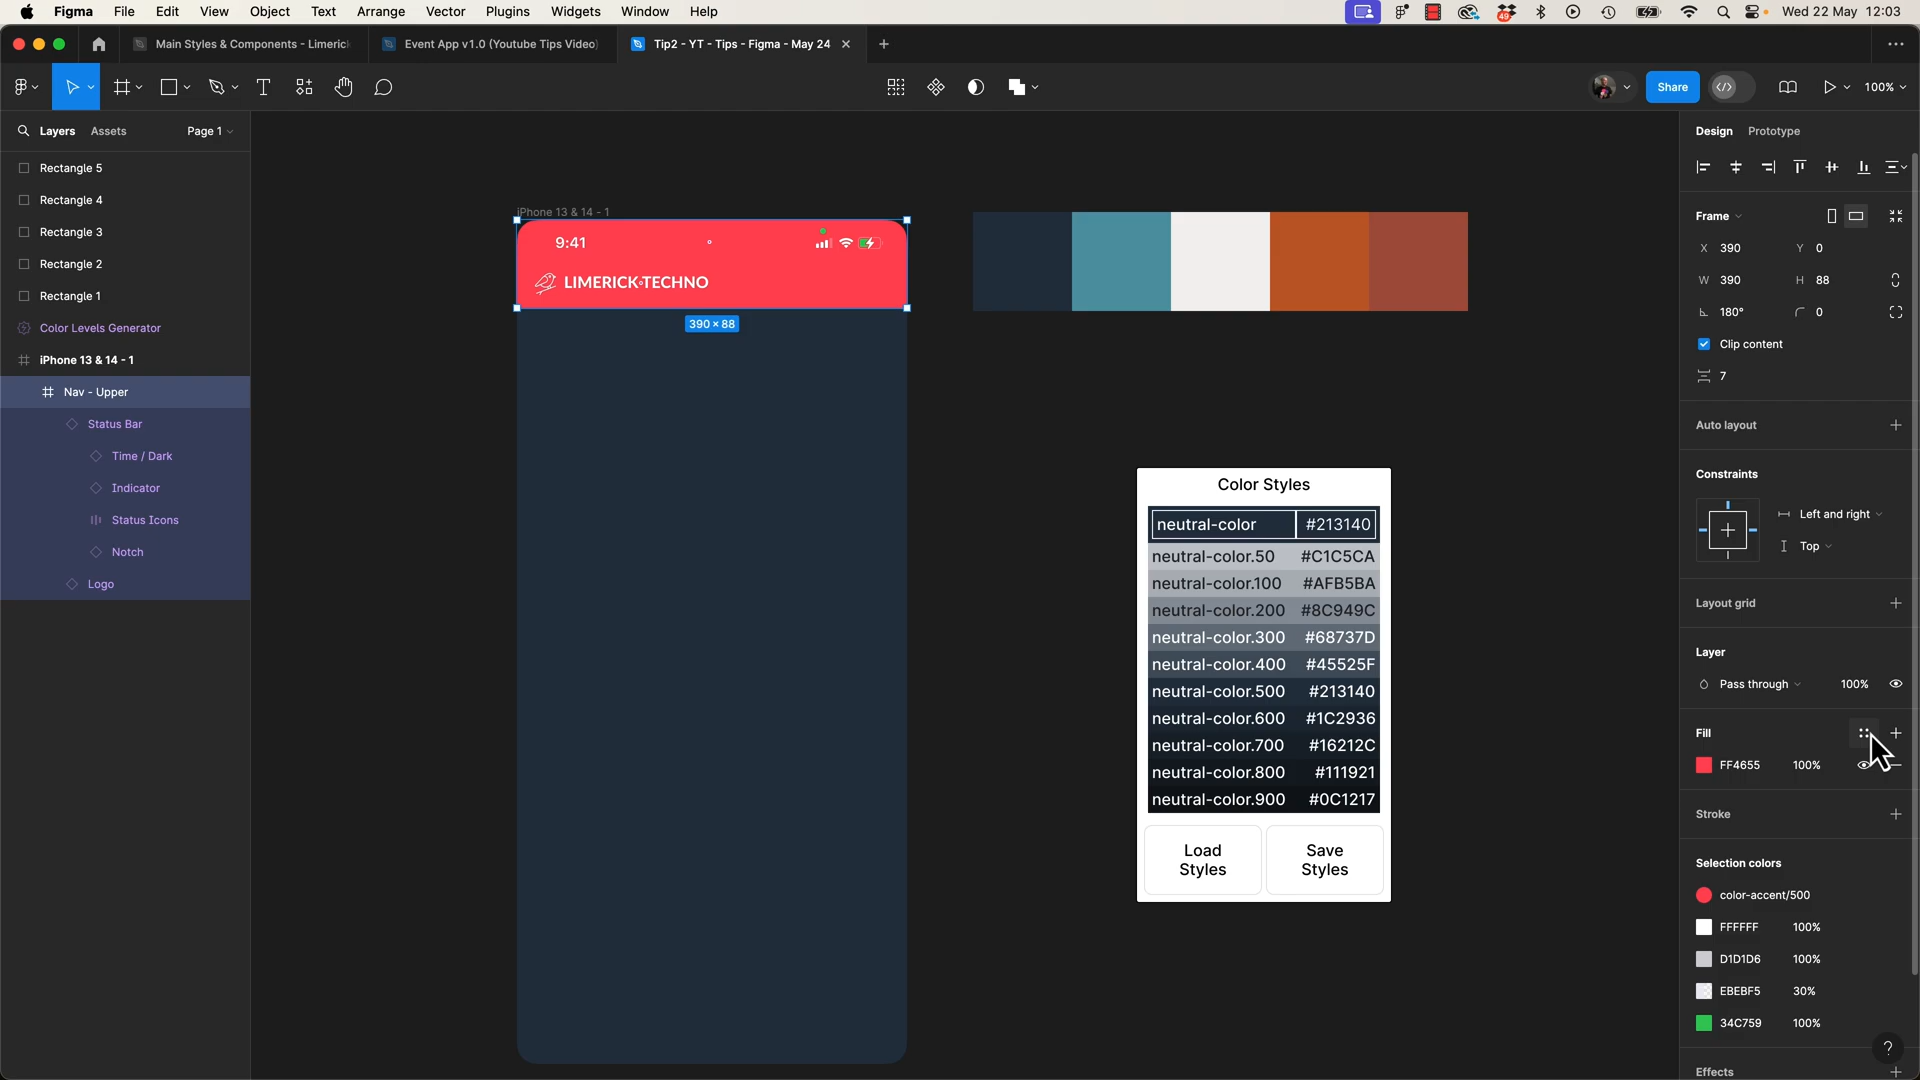 Figma File Edit View Object Text Arrange Vector Plugins Widgets Window Help
49
Wed 22 May 12:03
Main Styles & Components - Limerick
Event App v1.0 (Youtube Tips Video)
Tip2 - YT - Tips - Figma - May 24
Share
100%
Layers
Assets
Page 1
Rectangle 5
Rectangle 4
Rectangle 3
Rectangle 2
Rectangle 1
Color Levels Generator
iPhone 13 & 14 - 1
Nav - Upper
Status Bar
Time / Dark
Indicator
Status Icons
Notch
Logo
iPhone 13 & 14 - 1
9:41
LIMERICK TECHNO
390 × 88
Color Styles
neutral-color #213140
neutral-color.50 #C1C5CA
neutral-color.100 #AFB5BA
neutral-color.200 #8C949C
neutral-color.300 #68737D
neutral-color.400 #45525F
neutral-color.500 #213140
neutral-color.600 #1C2936
neutral-color.700 #16212C
neutral-color.800 #111921
neutral-color.900 #0C1217
Load Styles
Save Styles
Design
Prototype
Frame
X 390 Y 0
W 390 H 88
180° 0
Clip content
7
Auto layout
Constraints
Left and right
Top
Layout grid
Layer
Pass through 100%
Fill
FF4655 100%
Stroke
Selection colors
color-accent/500
FFFFFF 100%
D1D1D6 100%
EBEBF5 30%
34C759 100%
?
Effects